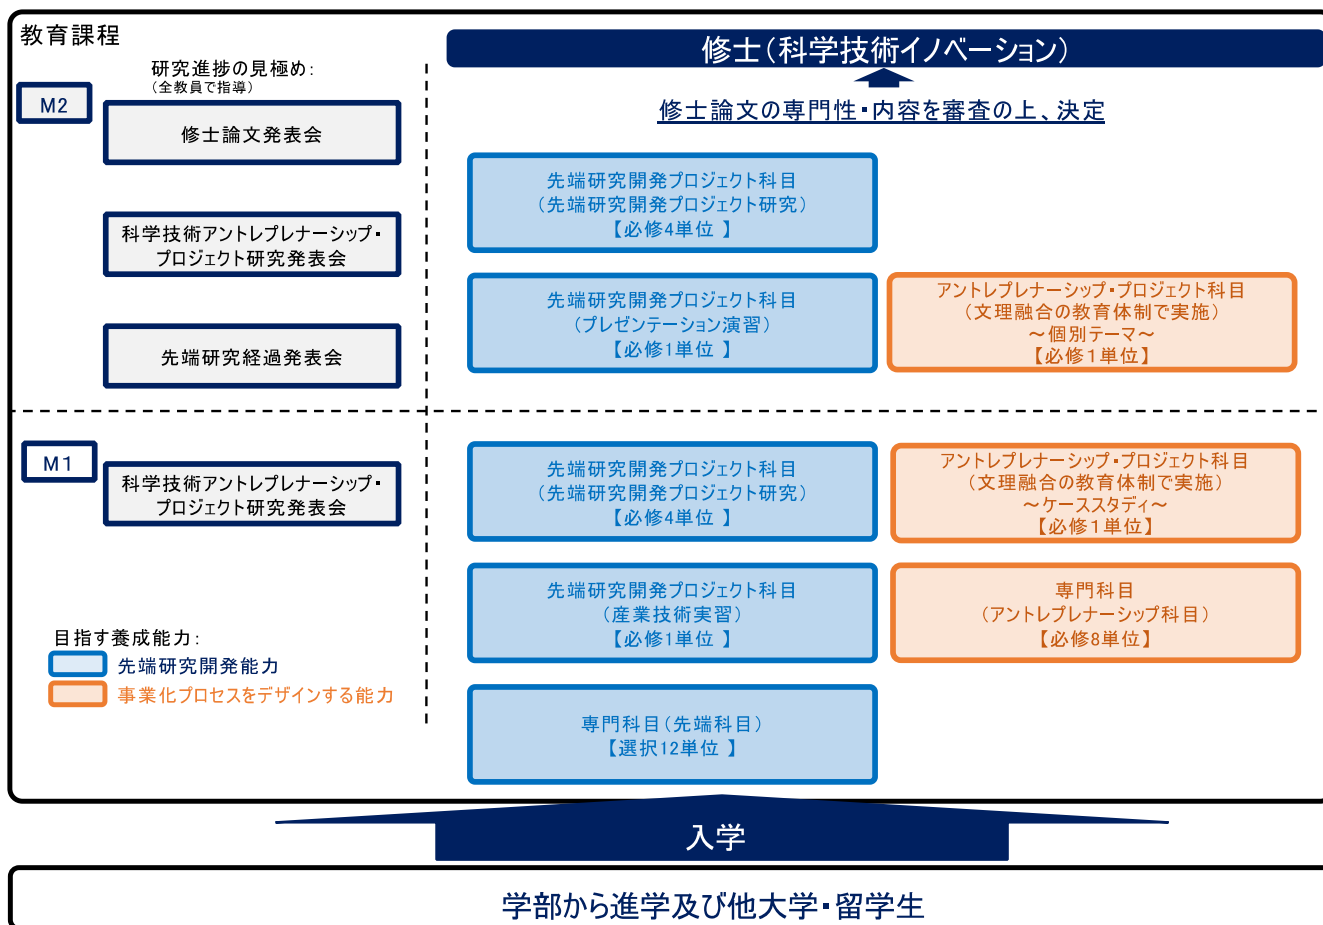 教育課程
修士(科学技術イノベーション)
修士論文の専門性・内容を審査の上、決定
M2
研究進捗の見極め:
(全教員で指導)
修士論文発表会
科学技術アントレプレナーシップ・
プロジェクト研究発表会
先端研究経過発表会
先端研究開発プロジェクト科目
(先端研究開発プロジェクト研究)
【必修4単位 】
先端研究開発プロジェクト科目
(プレゼンテーション演習)
【必修1単位 】
アントレプレナーシップ・プロジェクト科目
(文理融合の教育体制で実施)
～個別テーマ～
【必修1単位】
M1
科学技術アントレプレナーシップ・
プロジェクト研究発表会
先端研究開発プロジェクト科目
(先端研究開発プロジェクト研究)
【必修4単位 】
アントレプレナーシップ・プロジェクト科目
(文理融合の教育体制で実施)
～ケーススタディ～
【必修1単位】
先端研究開発プロジェクト科目
(産業技術実習)
【必修1単位 】
専門科目
(アントレプレナーシップ科目)
【必修8単位】
専門科目(先端科目)
【選択12単位 】
目指す養成能力:
先端研究開発能力
事業化プロセスをデザインする能力
入学
学部から進学及び他大学・留学生